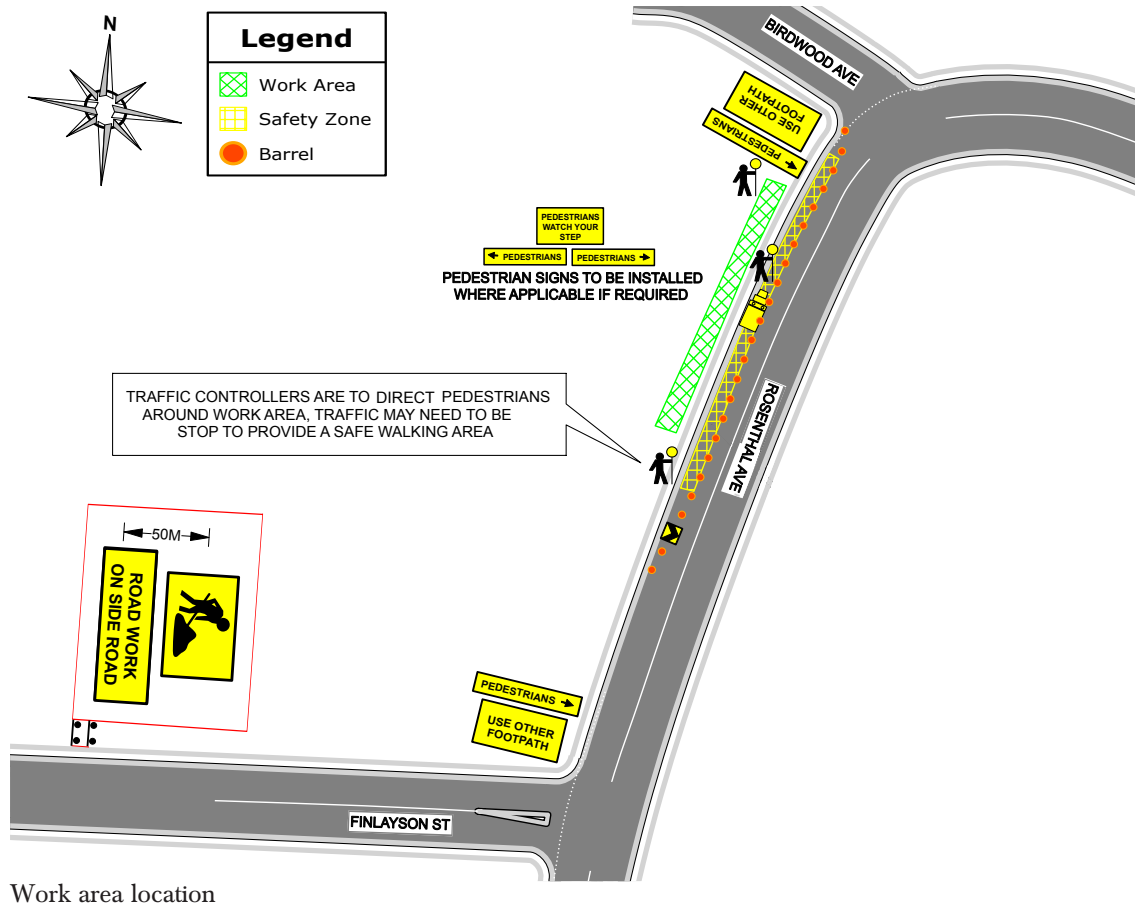 N
Legend
Work Area
Safety Zone
Barrel
BIRDWOOD AVE
USE OTHER
FOOTPATH
PEDESTRIANS
PEDESTRIANS
WATCH YOUR
STEP
PEDESTRIANS
PEDESTRIANS
PEDESTRIAN SIGNS TO BE INSTALLED
WHERE APPLICABLE IF REQUIRED
TRAFFIC CONTROLLERS ARE TO DIRECT PEDESTRIANS
AROUND WORK AREA, TRAFFIC MAY NEED TO BE
STOP TO PROVIDE A SAFE WALKING AREA
ROSENTHAL AVE
50M
ROAD WORK
ON SIDE ROAD
PEDESTRIANS
USE OTHER
FOOTPATH
FINLAYSON ST
Work area location